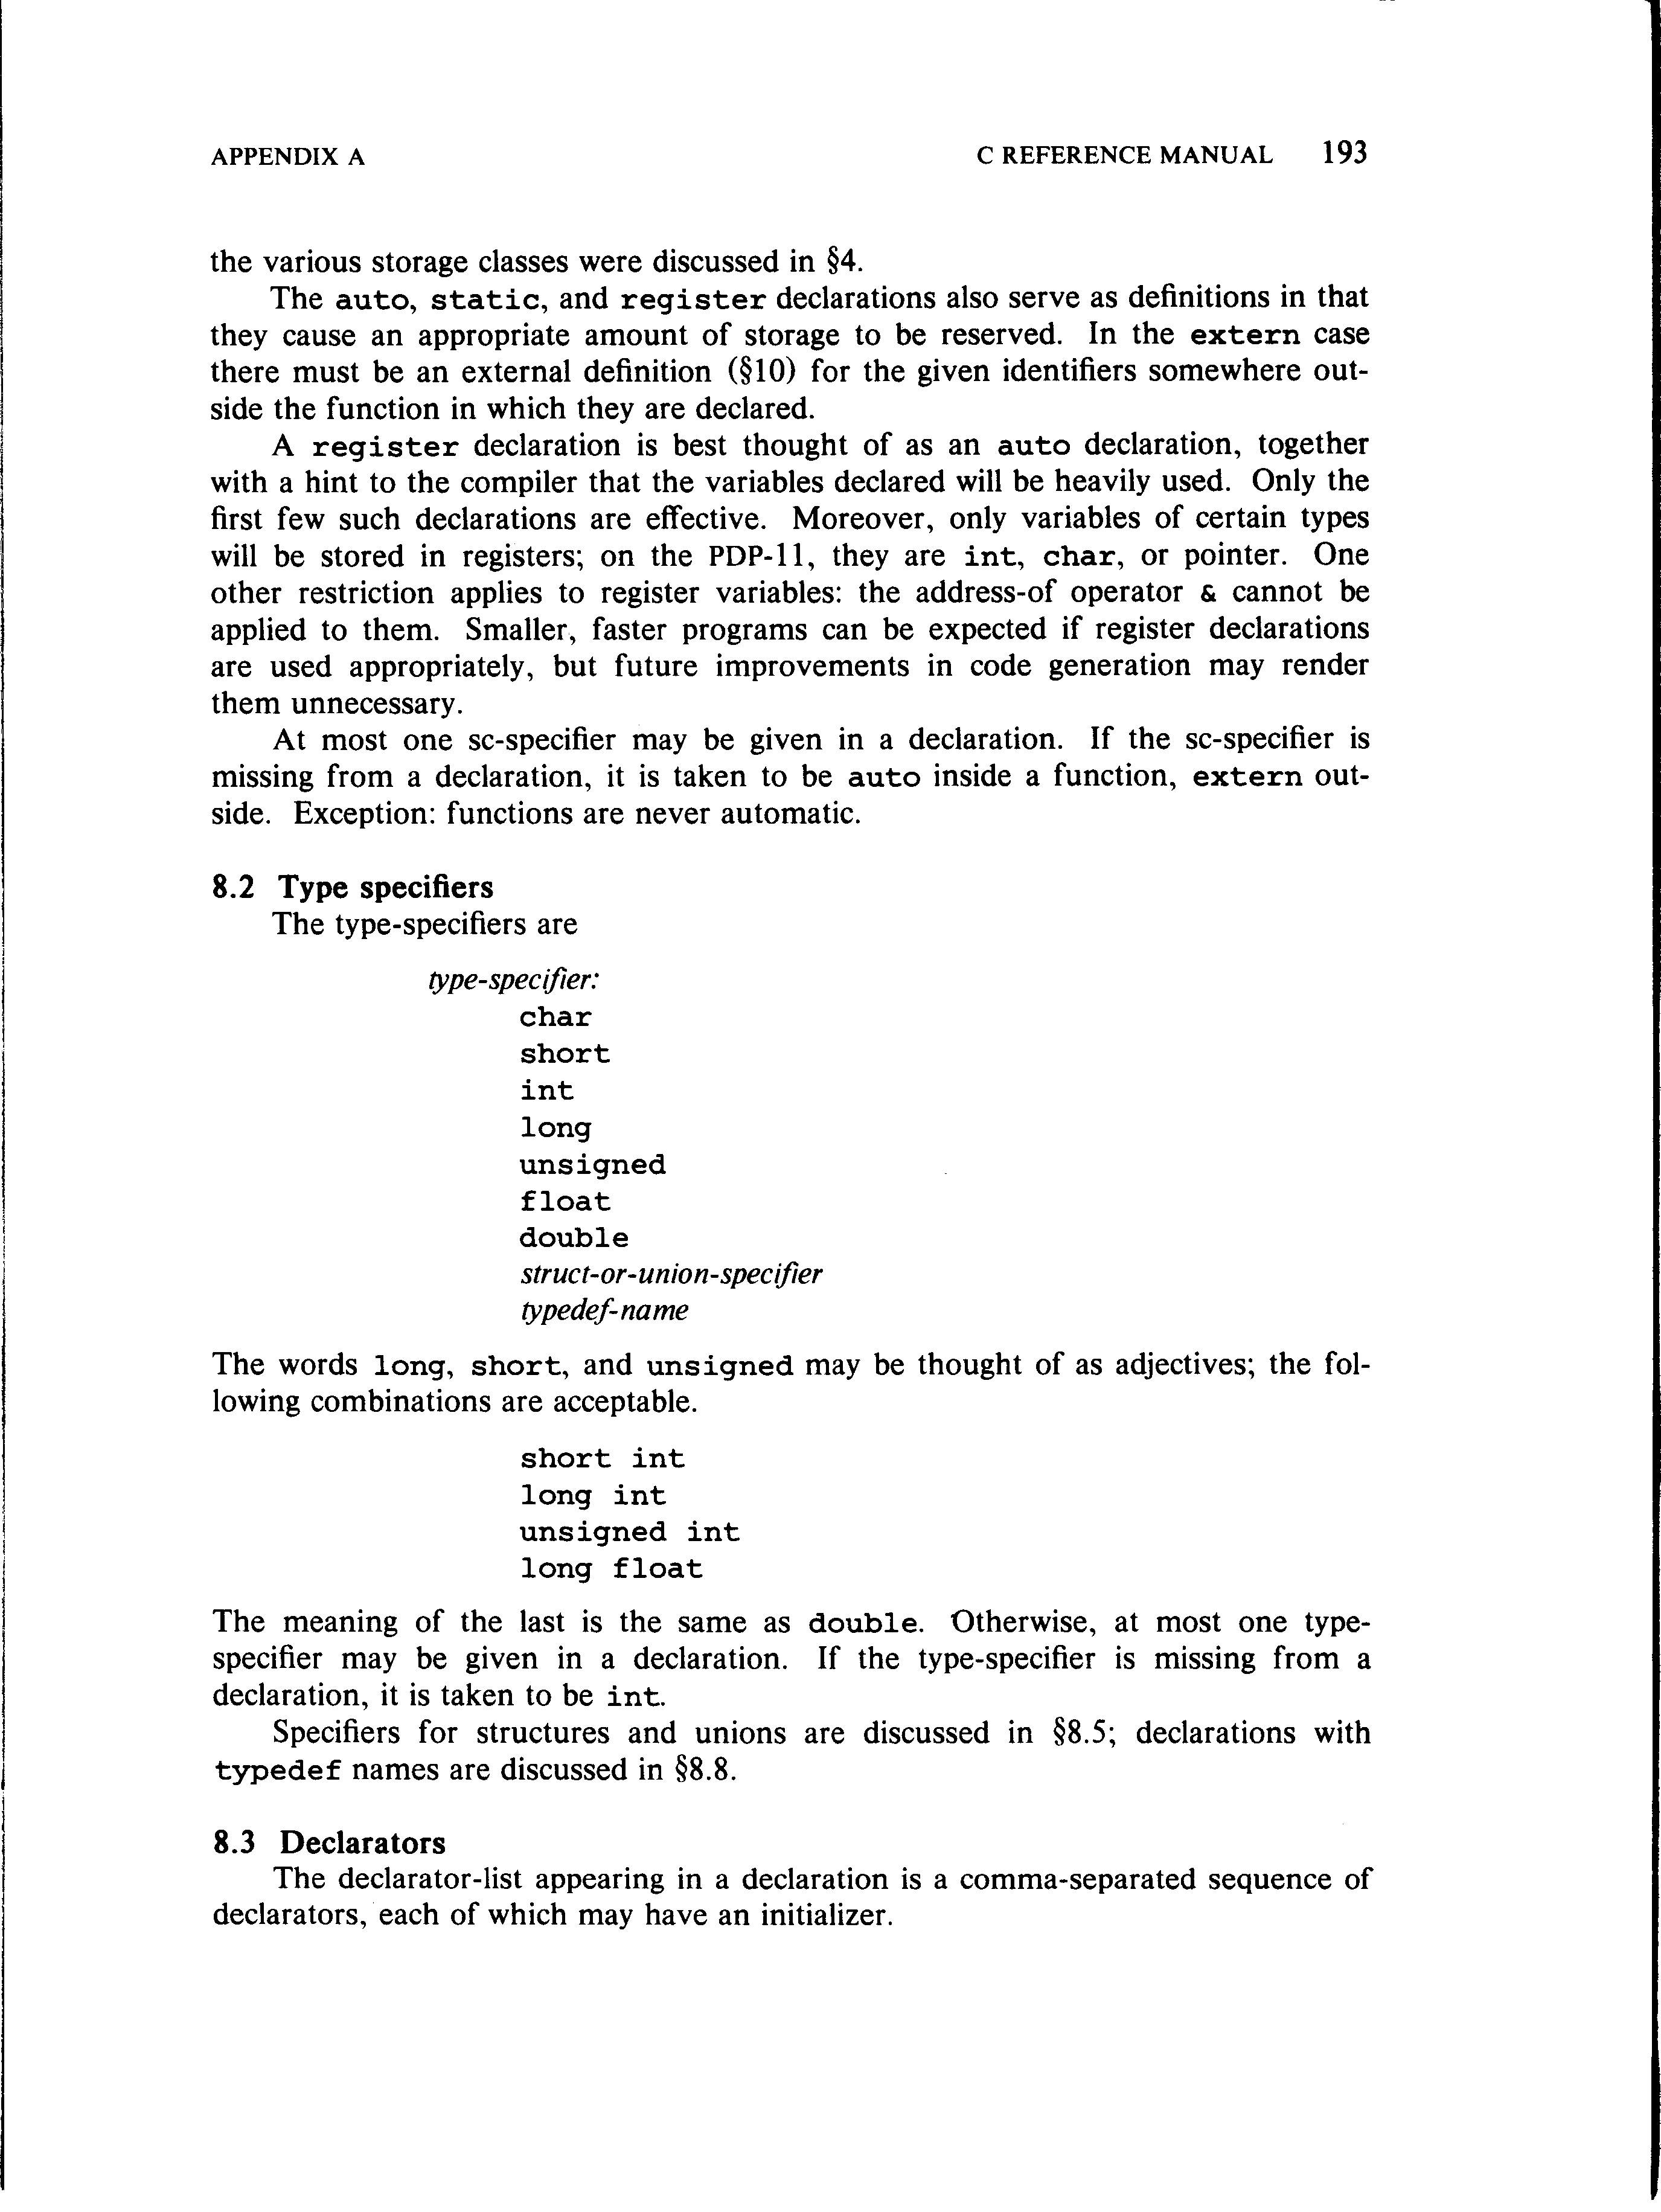 APPENDIX A C REFERENCE MANUAL 193
the various storage classes were discussed in §4.
The auto, static, and register declarations also serve as definitions in that
they cause an appropriate amount of storage to be reserved. In the extern case
there must be an external definition (§10) for the given identifiers somewhere out-
side the function in which they are declared.
A register declaration is best thought of as an auto declaration, together
with a hint to the compiler that the variables declared will be heavily used. Only the
first few such declarations are effective. Moreover, only variables of certain types
will be stored in registers; on the PDP-11, they are int, char, or pointer. One
other restriction applies to register variables: the address-of operator & cannot be
applied to them. Smaller, faster programs can be expected if register declarations
are used appropriately, but future improvements in code generation may render
them unnecessary.
At most one sc-specifier may be given in a declaration. If the sc-specifier is
missing from a declaration, it is taken to be auto inside a function, extern out-
side. Exception: functions are never automatic.
8.2 Type specifiers
The type-specifiers are
type-specifier:
char
short
int
long
unsigned
float
double
struct-or-union-specifier
typedef-name
The words long, short, and unsigned may be thought of as adjectives; the fol-
lowing combinations are acceptable.
short int
long int
unsigned int
long float
The meaning of the last is the same as double. Otherwise, at most one type-
specifier may be given in a declaration. If the type-specifier is missing from a
declaration, it is taken to be int.
Specifiers for structures and unions are discussed in §8.5; declarations with
typedef names are discussed in §8.8.
8.3 Declarators
The declarator-list appearing in a declaration is a comma-separated sequence of
declarators, each of which may have an initializer.